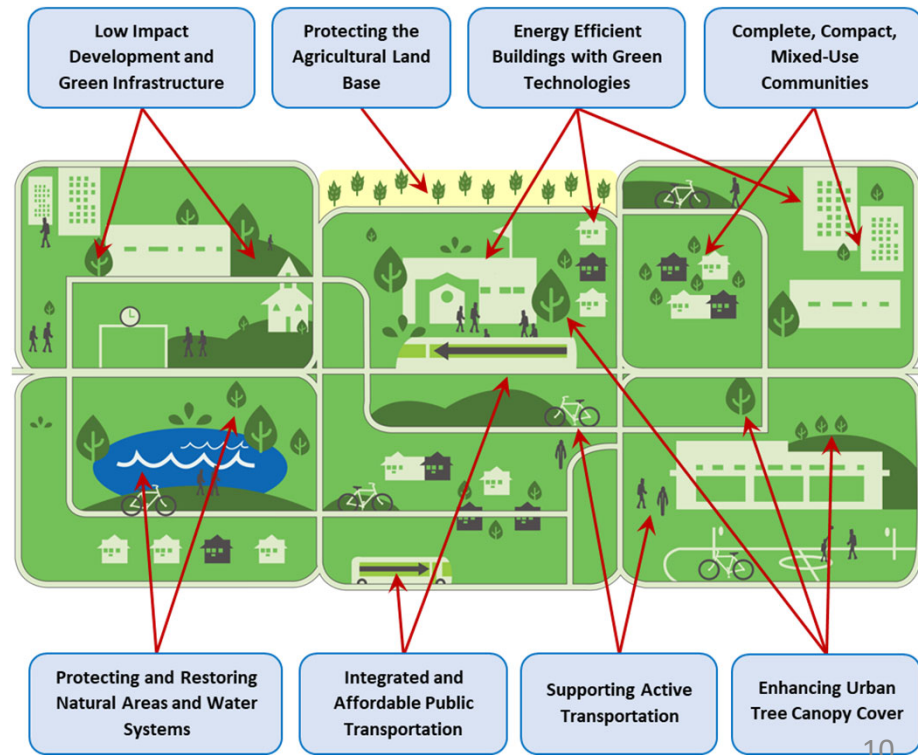 Low Impact
Development and
Green Infrastructure
Protecting the
Agricultural Land
Base
Energy Efficient
Buildings with Green
Technologies
Complete, Compact,
Mixed-Use
Communities
Protecting and Restoring
Natural Areas and Water
Systems
Integrated and
Affordable Public
Transportation
Supporting Active
Transportation
Enhancing Urban
Tree Canopy Cover
10